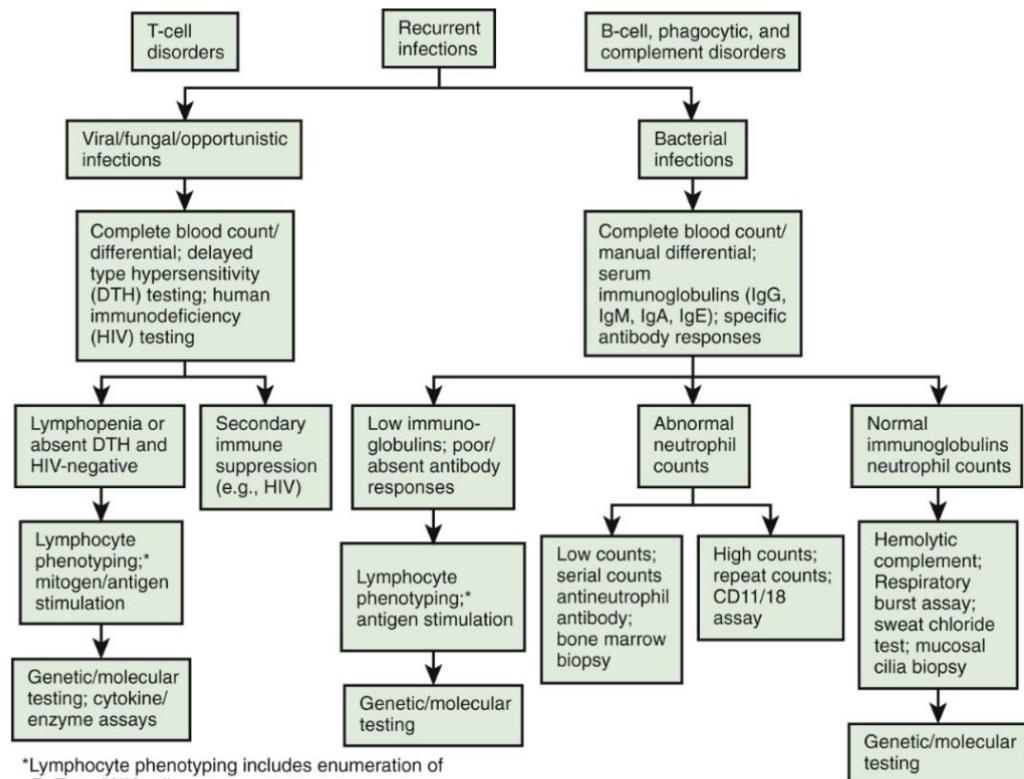 T-cell
disorders
Recurrent
infections
B-cell, phagocytic, and
complement disorders
Viral/fungal/opportunistic
infections
Bacterial
infections
Complete blood count/
differential; delayed
type hypersensitivity
(DTH) testing; human
immunodeficiency
(HIV) testing
Complete blood count/
manual differential;
serum
immunoglobulins (IgG,
IgM, IgA, IgE); specific
antibody responses
Lymphopenia or
absent DTH and
HIV-negative
Secondary
immune
suppression
(e.g., HIV)
Low immuno-
globulins; poor/
absent antibody
responses
Abnormal
neutrophil
counts
Normal
immunoglobulins
neutrophil counts
Lymphocyte
phenotyping;*
mitogen/antigen
stimulation
Lymphocyte
phenotyping;*
antigen stimulation
Low counts;
serial counts
antineutrophil
antibody;
bone marrow
biopsy
High counts;
repeat counts;
CD11/18
assay
Hemolytic
complement;
Respiratory
burst assay;
sweat chloride
test; mucosal
cilia biopsy
Genetic/molecular
testing; cytokine/
enzyme assays
Genetic/molecular
testing
Genetic/molecular
testing
*Lymphocyte phenotyping includes enumeration of